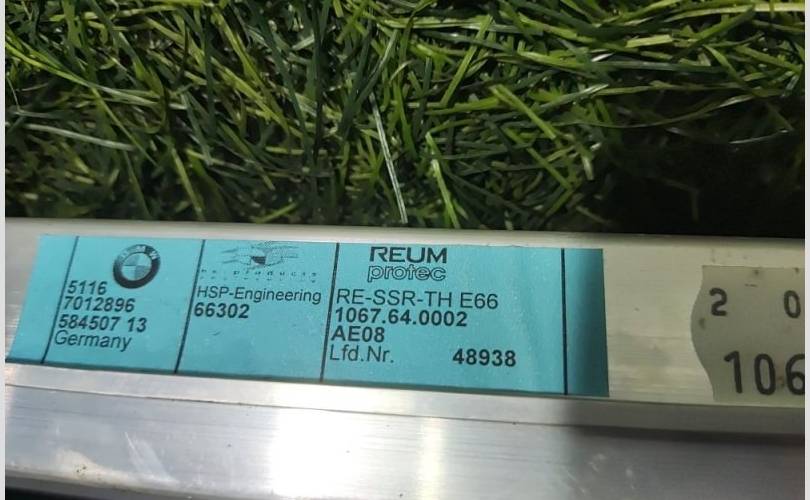 5116
7012896
584507 13
Germany
HSP-Engineering
66302
REUM
protec
RE-SSR-TH E66
1067.64.0002
AE08
Lfd.Nr. 48938
2 0
106